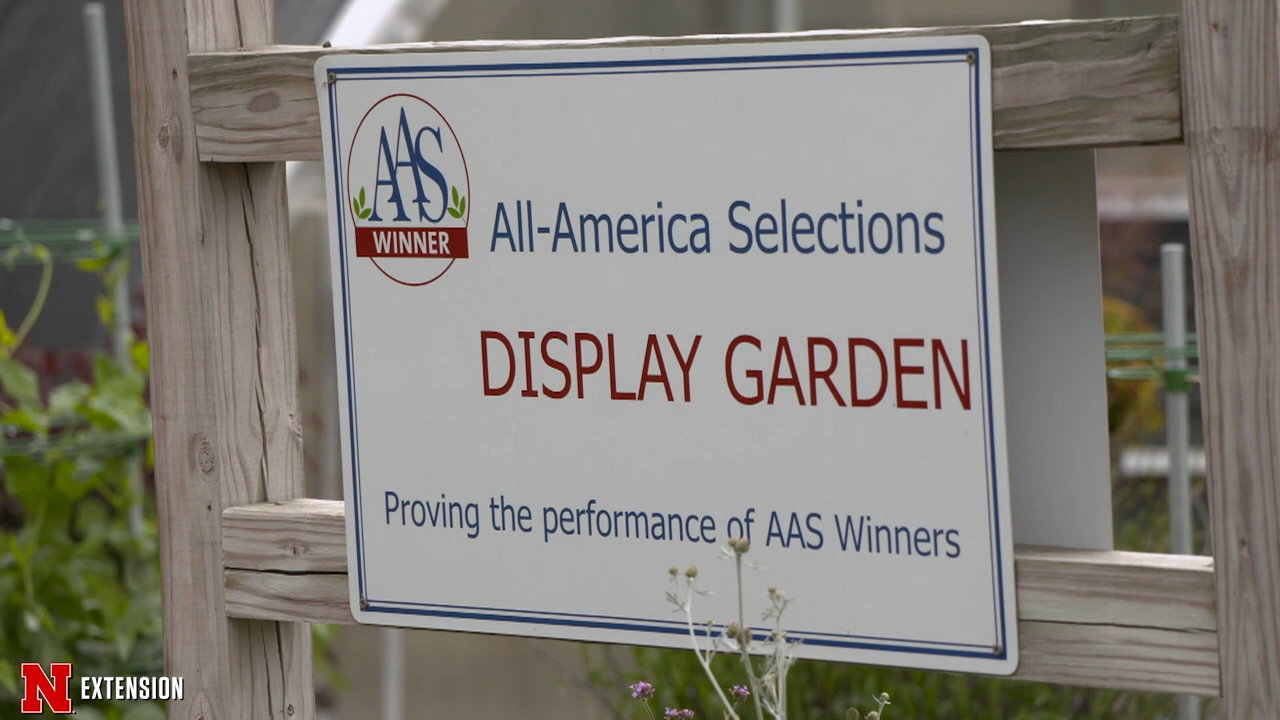 AAS
WINNER
All-America Selections
DISPLAY GARDEN
Proving the performance of AAS Winners
N EXTENSION